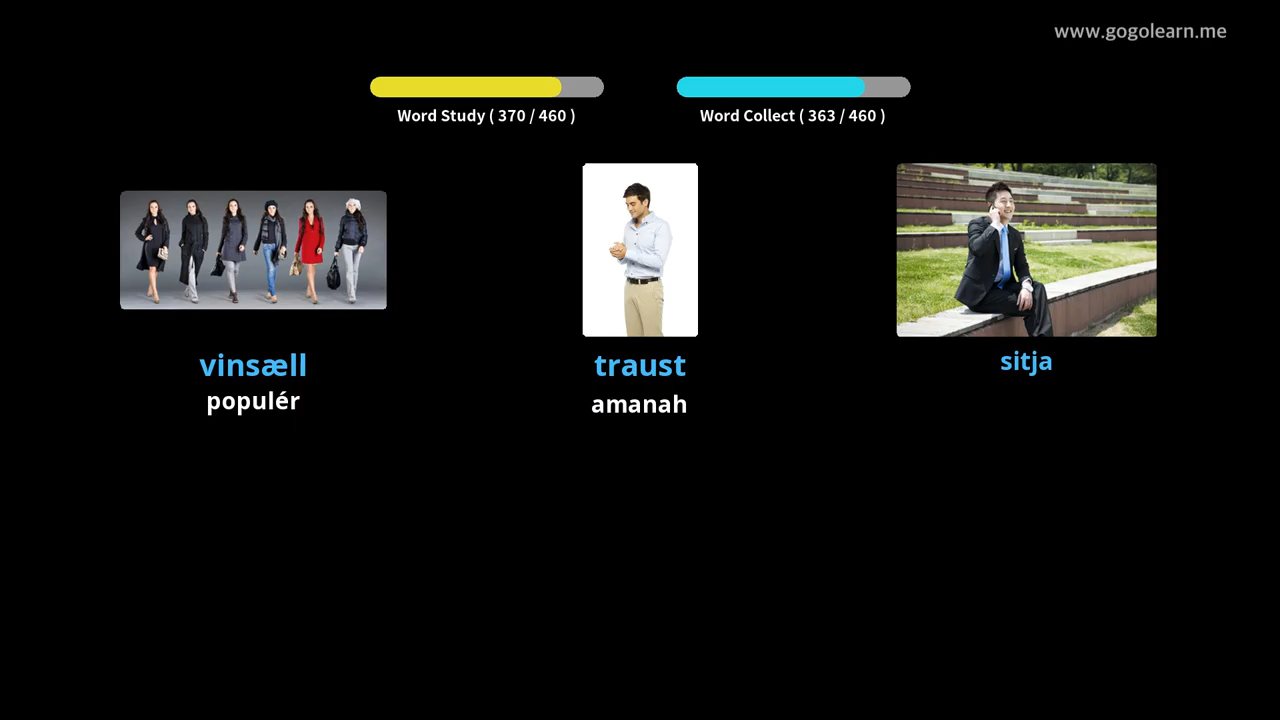 www.gogolearn.me
Word Study ( 370 / 460 )
Word Collect ( 363 / 460 )
vinsæll
populér
traust
amanah
sitja